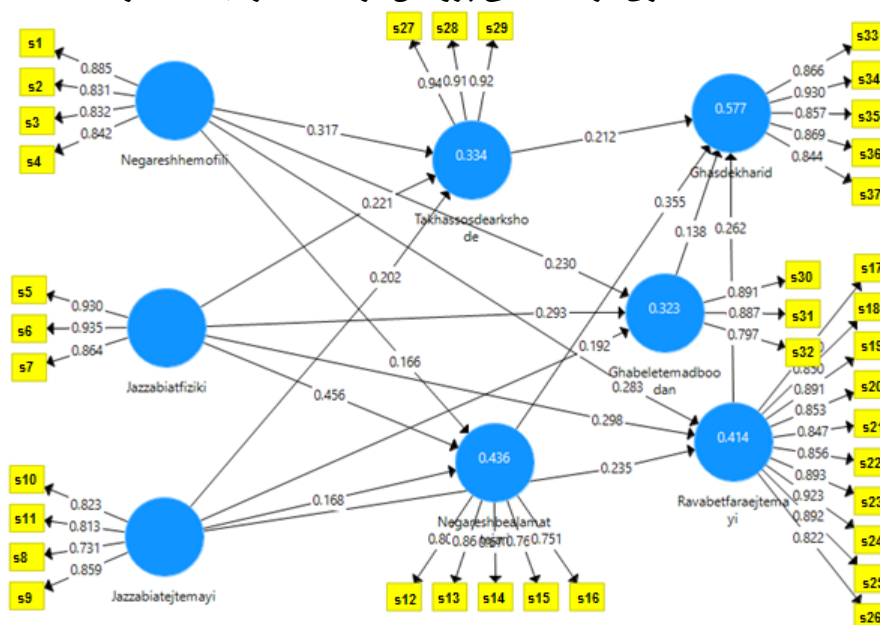 s1
s2
s3
s4
0.885
0.831
0.832
0.842
Negareshhemofili
s27
s28
s29
0.91
0.92
0.334
Takhassosdearksho
de
s33
s34
s35
s36
s37
0.866
0.930
0.857
0.869
0.844
0.577
Ghasdekharid
0.317
0.221
0.202
0.212
0.355
0.138
0.262
0.230
0.293
0.192
0.283
0.166
0.456
0.298
0.168
0.235
s5
s6
s7
0.930
0.935
0.864
Jazzabiatfiziki
s30
s31
s32
0.891
0.887
0.797
0.323
Ghabeletemadboo
dan
s10
s11
s8
s9
0.823
0.813
0.731
0.859
Jazzabiatejtemayi
0.436
Negareshbealamat
0.751
s12
s13
s14
s15
s16
s17
s18
s19
s20
s21
s22
s23
s24
s25
s26
0.891
0.853
0.847
0.856
0.893
0.923
0.892
0.822
0.414
Ravabetfaraejtema
yi